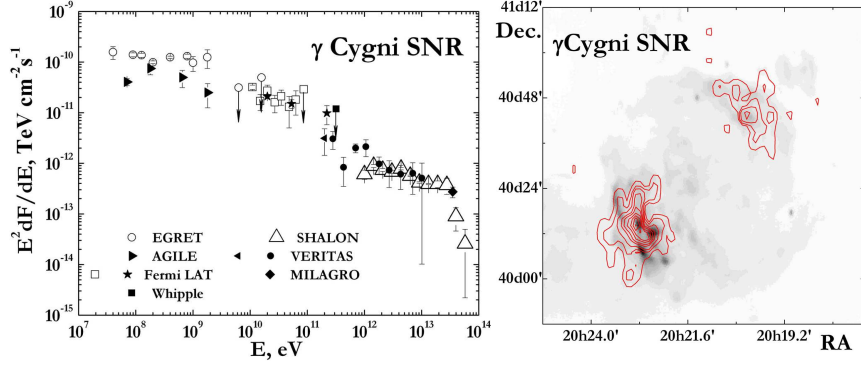 γ Cygni SNR
E²dF/dE, TeV cm⁻²s⁻¹
10⁻⁹
10⁻¹⁰
10⁻¹¹
10⁻¹²
10⁻¹³
10⁻¹⁴
10⁻¹⁵
EGRET
SHALON
AGILE
VERITAS
Fermi LAT
MILAGRO
Whipple
10⁷
10⁸
10⁹
10¹⁰
10¹¹
10¹²
10¹³
10¹⁴
E, eV
41d12'
Dec.
γCygni SNR
40d48'
40d24'
40d00'
20h24.0'
20h21.6'
20h19.2'
RA